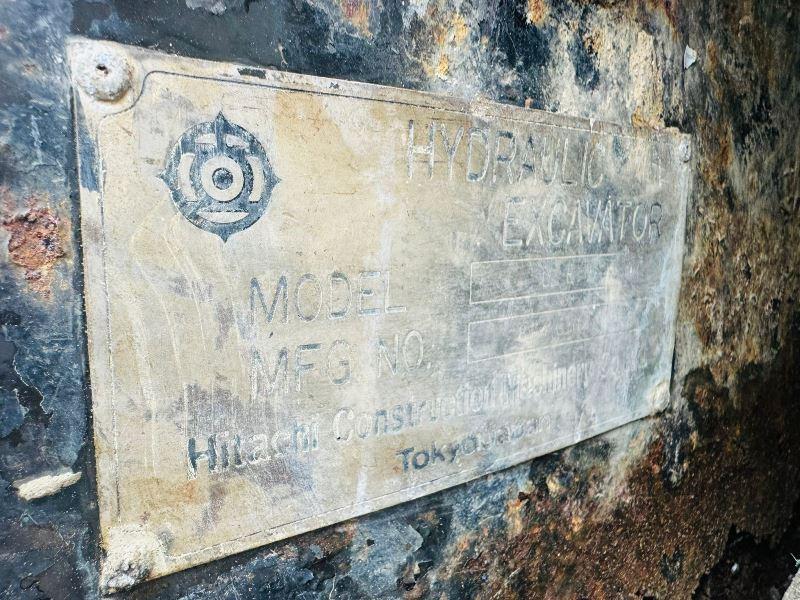 HYDRAULIC
EXCAVATOR
MODEL
MFG NO.
Hitachi Construction Machinery
Tokyo Japan